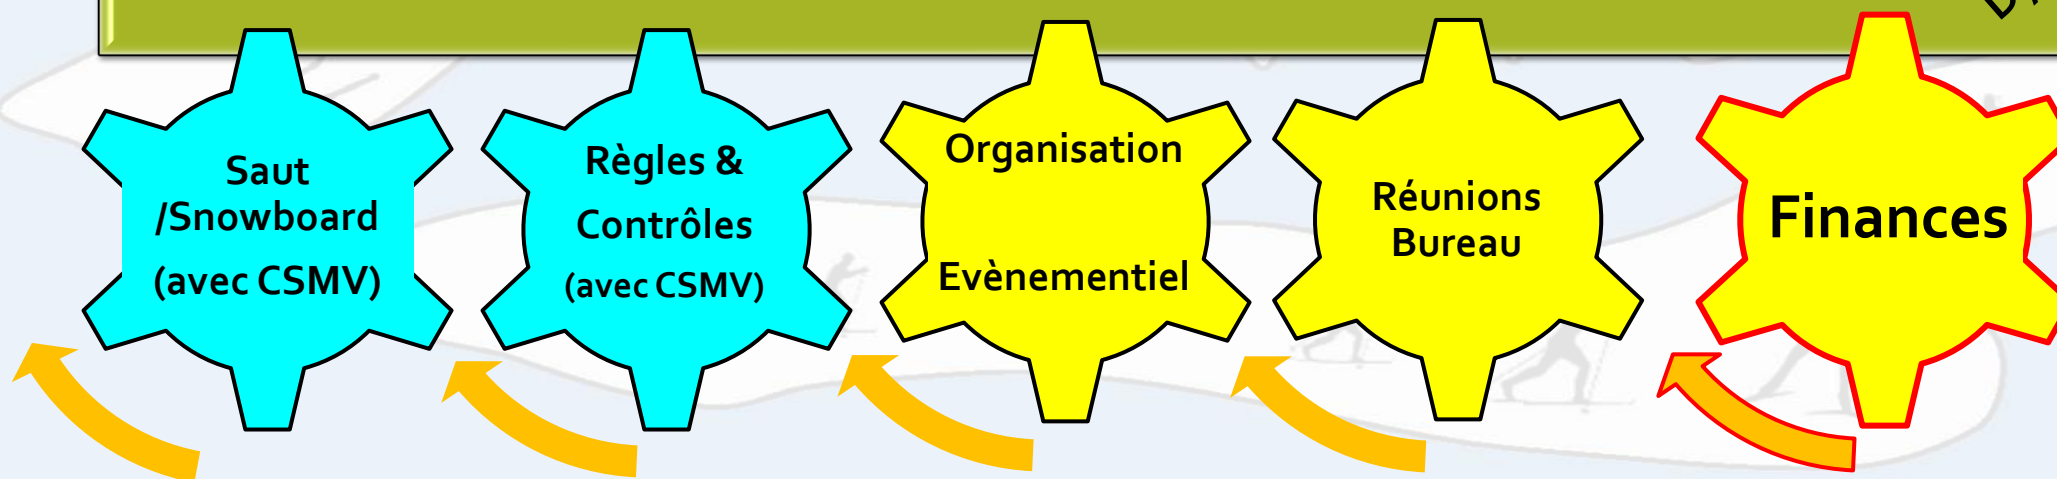 Saut
/Snowboard
(avec CSMV)
Règles &
Contrôles
(avec CSMV)
Organisation
Evènementiel
Réunions
Bureau
Finances